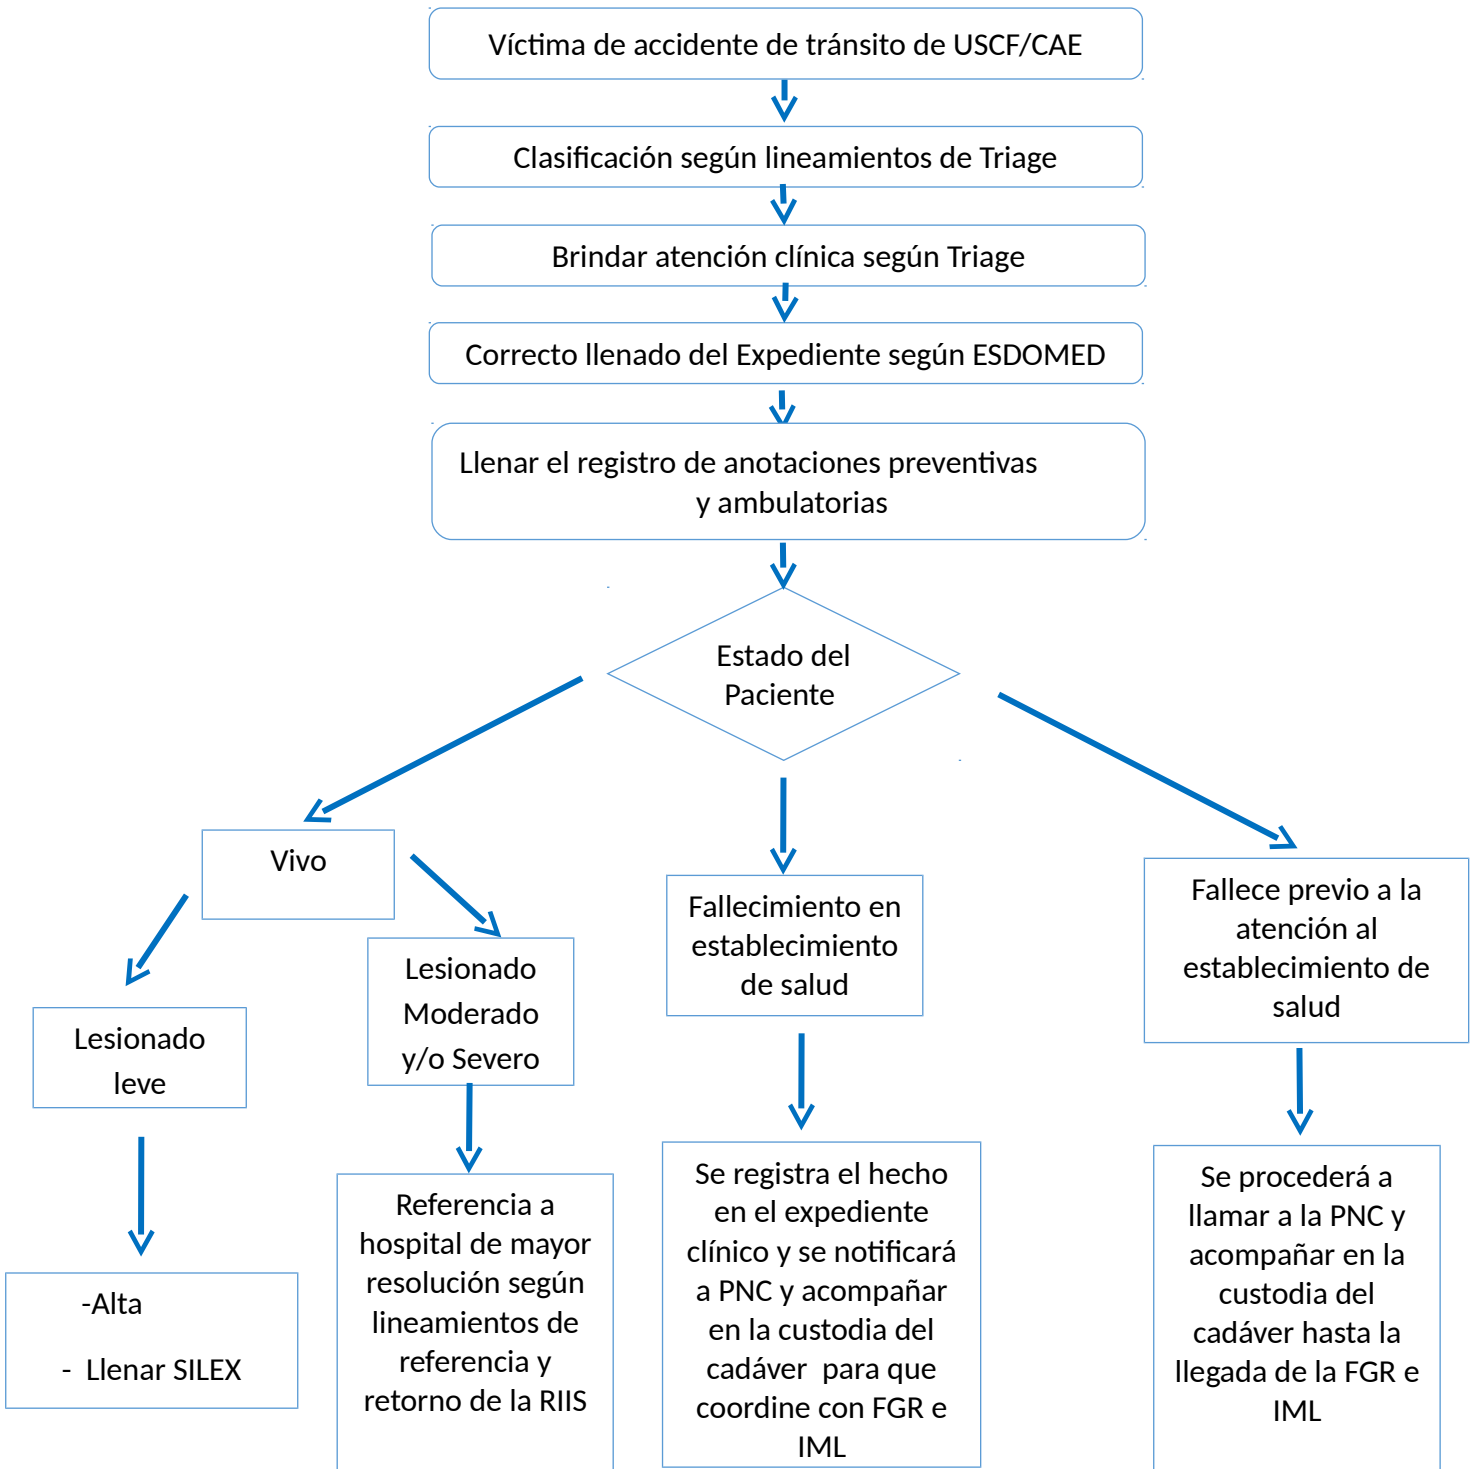 Víctima de accidente de tránsito de USCF/CAE
Clasificación según lineamientos de Triage
Brindar atención clínica según Triage
Correcto llenado del Expediente según ESDOMED
Llenar el registro de anotaciones preventivas
y ambulatorias
Estado del
Paciente
Vivo
Lesionado
leve
-Alta
- Llenar SILEX
Lesionado
Moderado
y/o Severo
Referencia a
hospital de mayor
resolución según
lineamientos de
referencia y
retorno de la RIIS
Fallecimiento en
establecimiento
de salud
Se registra el hecho
en el expediente
clínico y se notificará
a PNC y acompañar
en la custodia del
cadáver para que
coordine con FGR e
IML
Fallece previo a la
atención al
establecimiento de
salud
Se procederá a
llamar a la PNC y
acompañar en la
custodia del
cadáver hasta la
llegada de la FGR e
IML